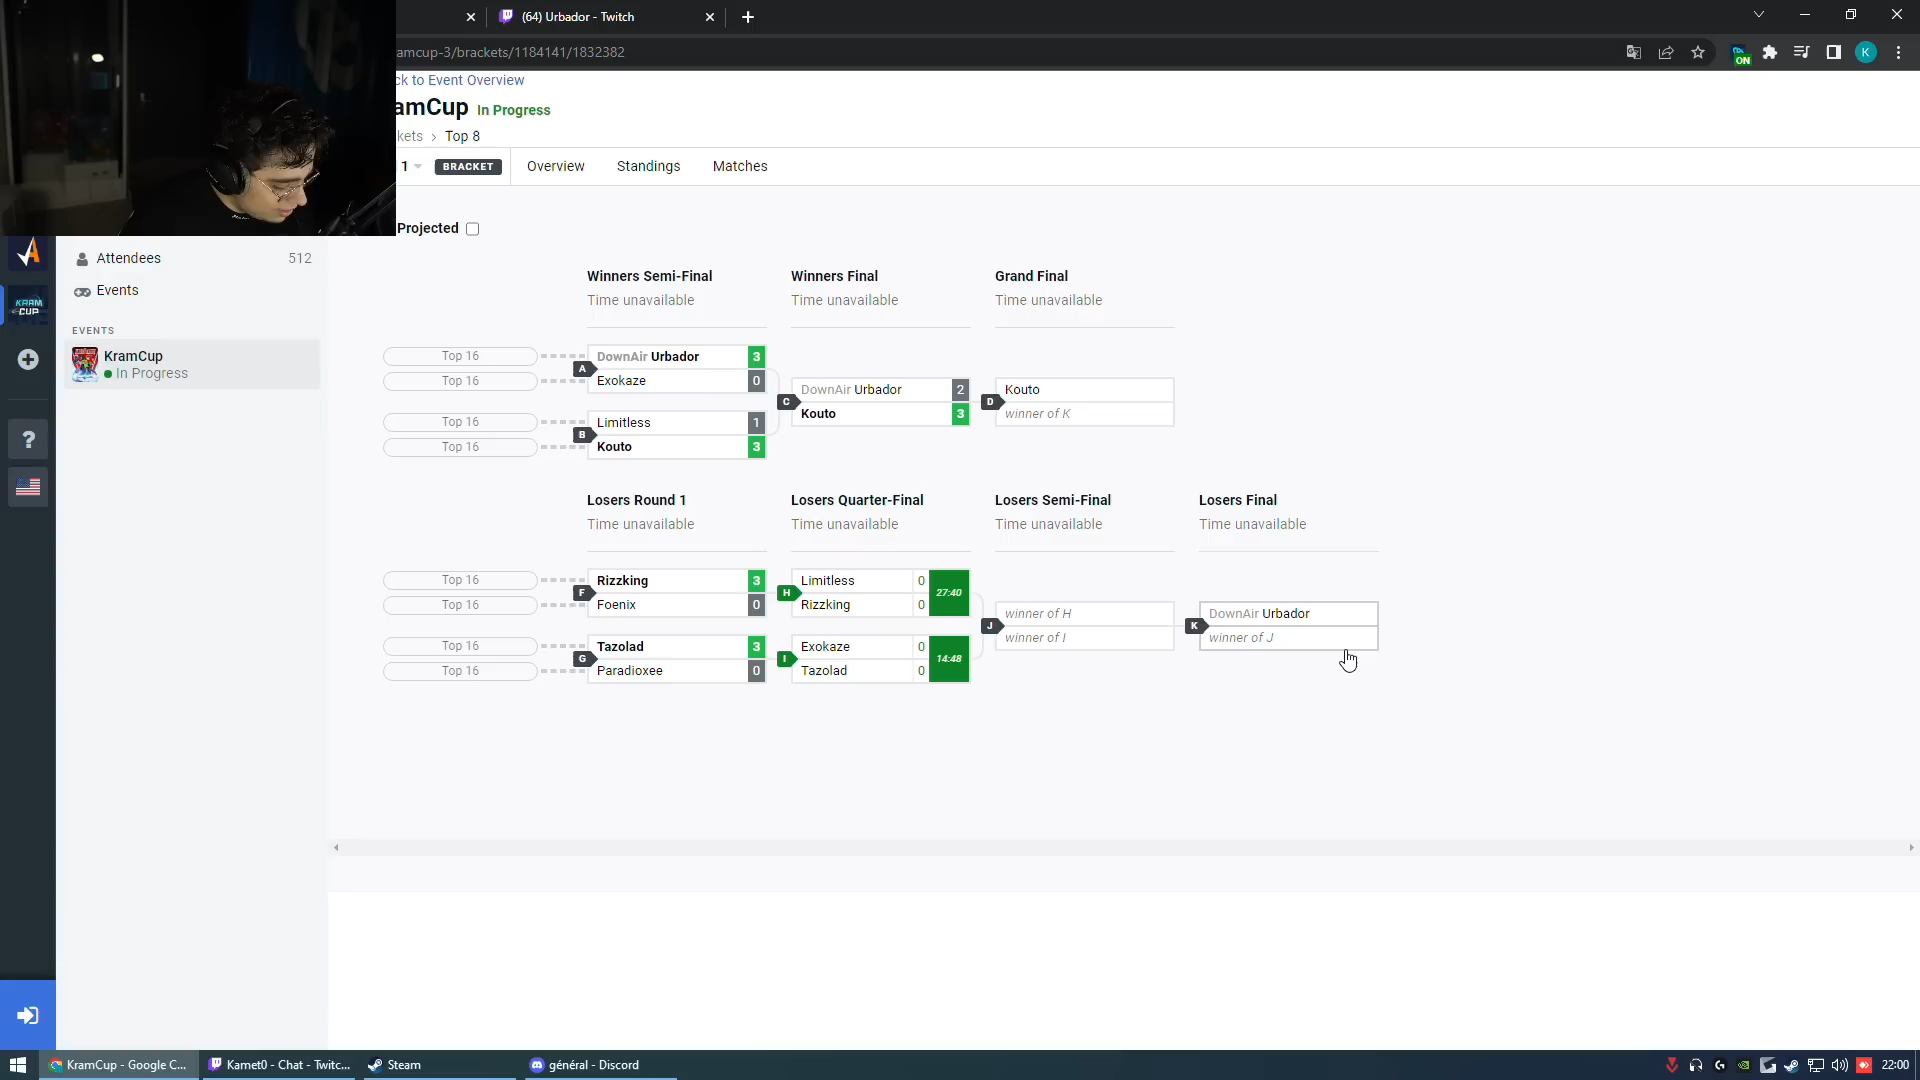 (64) Urbador - Twitch
amcup-3/brackets/1184141/1832382
ON
K
ck to Event Overview
amCup In Progress
kets > Top 8
1 BRACKET Overview Standings Matches
Projected
Attendees 512
Events
KRAM CUP
EVENTS
KramCup
In Progress
Winners Semi-Final Winners Final Grand Final
Time unavailable Time unavailable Time unavailable
Top 16 DownAir Urbador 3
A
Top 16 Exokaze 0
C DownAir Urbador 2
Kouto 3
D Kouto
winner of K
Top 16 Limitless 1
B
Top 16 Kouto 3
Losers Round 1 Losers Quarter-Final Losers Semi-Final Losers Final
Time unavailable Time unavailable Time unavailable Time unavailable
Top 16 Rizzking 3
F
Top 16 Foenix 0
H Limitless 0 27:40
Rizzking 0
J winner of H
winner of I
K DownAir Urbador
winner of J
Top 16 Tazolad 3
G
Top 16 Paradioxee 0
I Exokaze 0 14:48
Tazolad 0
?
KramCup - Google C... Kamet0 - Chat - Twitc... Steam général - Discord 22:00